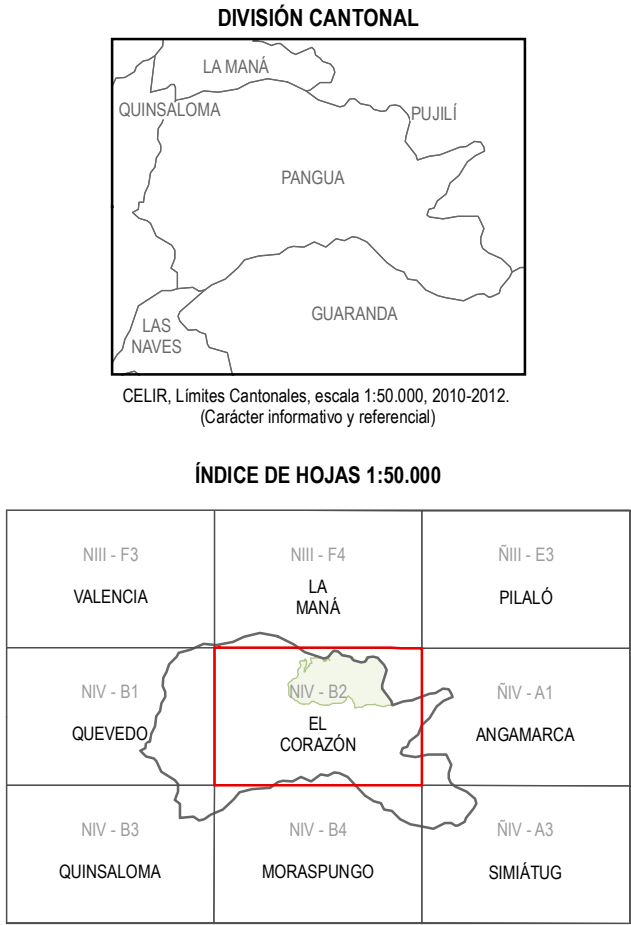 DIVISIÓN CANTONAL
LA MANÁ
QUINSALOMA
PUJILÍ
PANGUA
GUARANDA
LAS
NAVES
CELIR, Límites Cantonales, escala 1:50.000, 2010-2012.
(Carácter informativo y referencial)
ÍNDICE DE HOJAS 1:50.000
NIII - F3
VALENCIA
NIII - F4
LA
MANÁ
ÑIII - E3
PILALÓ
NIV - B1
QUEVEDO
NIV - B2
EL
CORAZÓN
ÑIV - A1
ANGAMARCA
NIV - B3
QUINSALOMA
NIV - B4
MORASPUNGO
ÑIV - A3
SIMIÁTUG